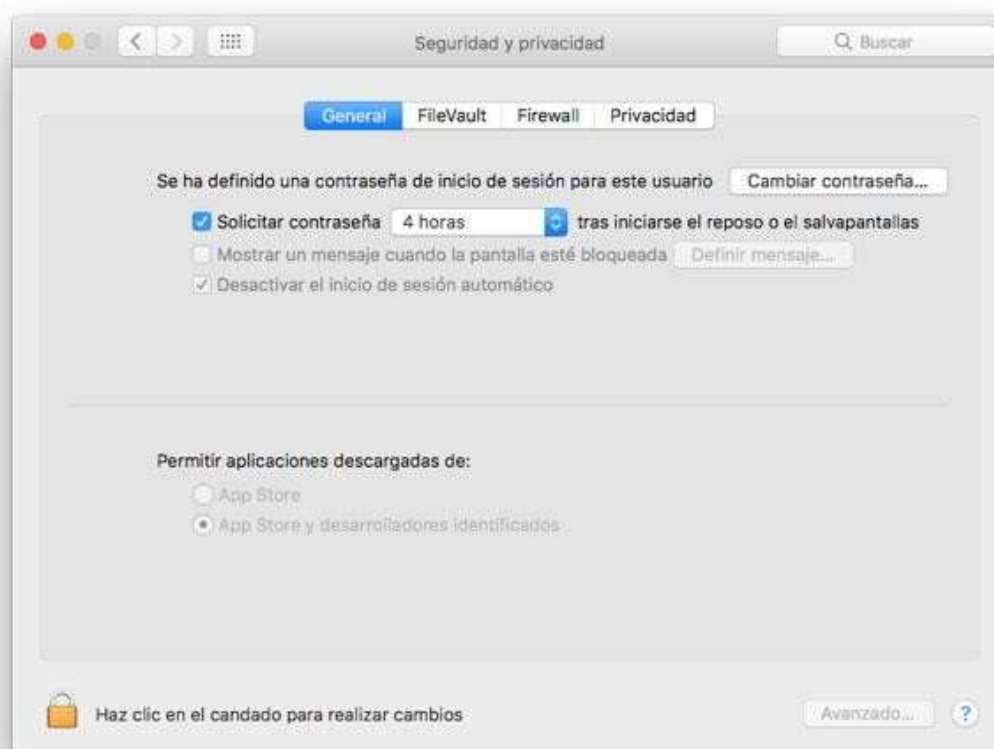 Seguridad y privacidad
Buscar
General FileVault Firewall Privacidad
Se ha definido una contraseña de inicio de sesión para este usuario Cambiar contraseña...
Solicitar contraseña 4 horas tras iniciarse el reposo o el salvapantallas
Mostrar un mensaje cuando la pantalla esté bloqueada Definir mensaje...
Desactivar el inicio de sesión automático
Permitir aplicaciones descargadas de:
App Store
App Store y desarrolladores identificados
Haz clic en el candado para realizar cambios Avanzado... ?